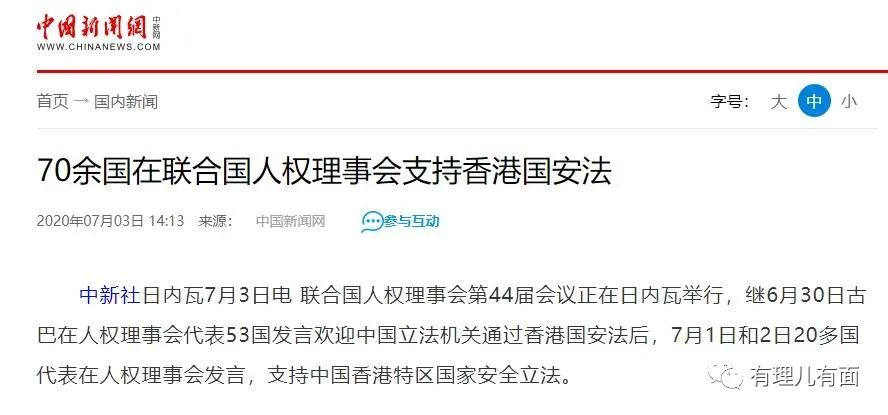 中国新闻網
中新网
WWW.CHINANEWS.COM
首页 → 国内新闻
字号： 大 中 小
70余国在联合国人权理事会支持香港国安法
2020年07月03日 14:13 来源： 中国新闻网 参与互动
中新社日内瓦7月3日电 联合国人权理事会第44届会议正在日内瓦举行，继6月30日古
巴在人权理事会代表53国发言欢迎中国立法机关通过香港国安法后，7月1日和2日20多国
代表在人权理事会发言，支持中国香港特区国家安全立法。
有理儿有面